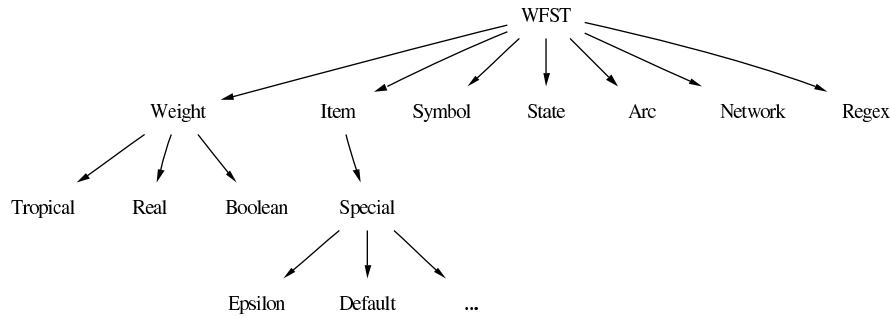 WFST
Weight Item Symbol State Arc Network Regex
Tropical Real Boolean Special
Epsilon Default ...